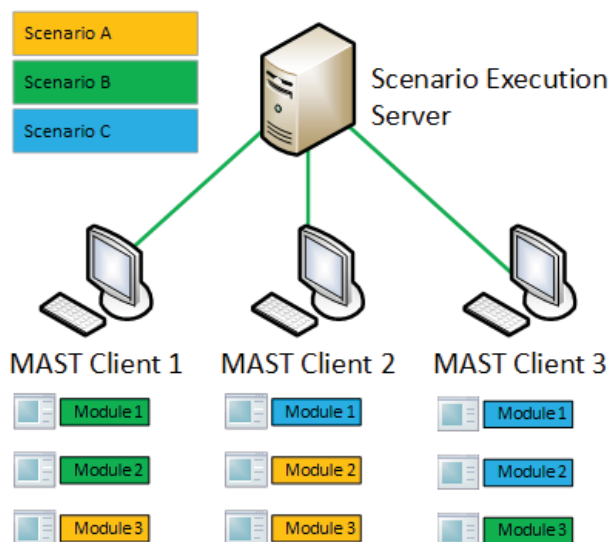 Scenario A
Scenario B
Scenario C
Scenario Execution
Server
MAST Client 1
MAST Client 2
MAST Client 3
Module 1
Module 1
Module 1
Module 2
Module 2
Module 2
Module 3
Module 3
Module 3